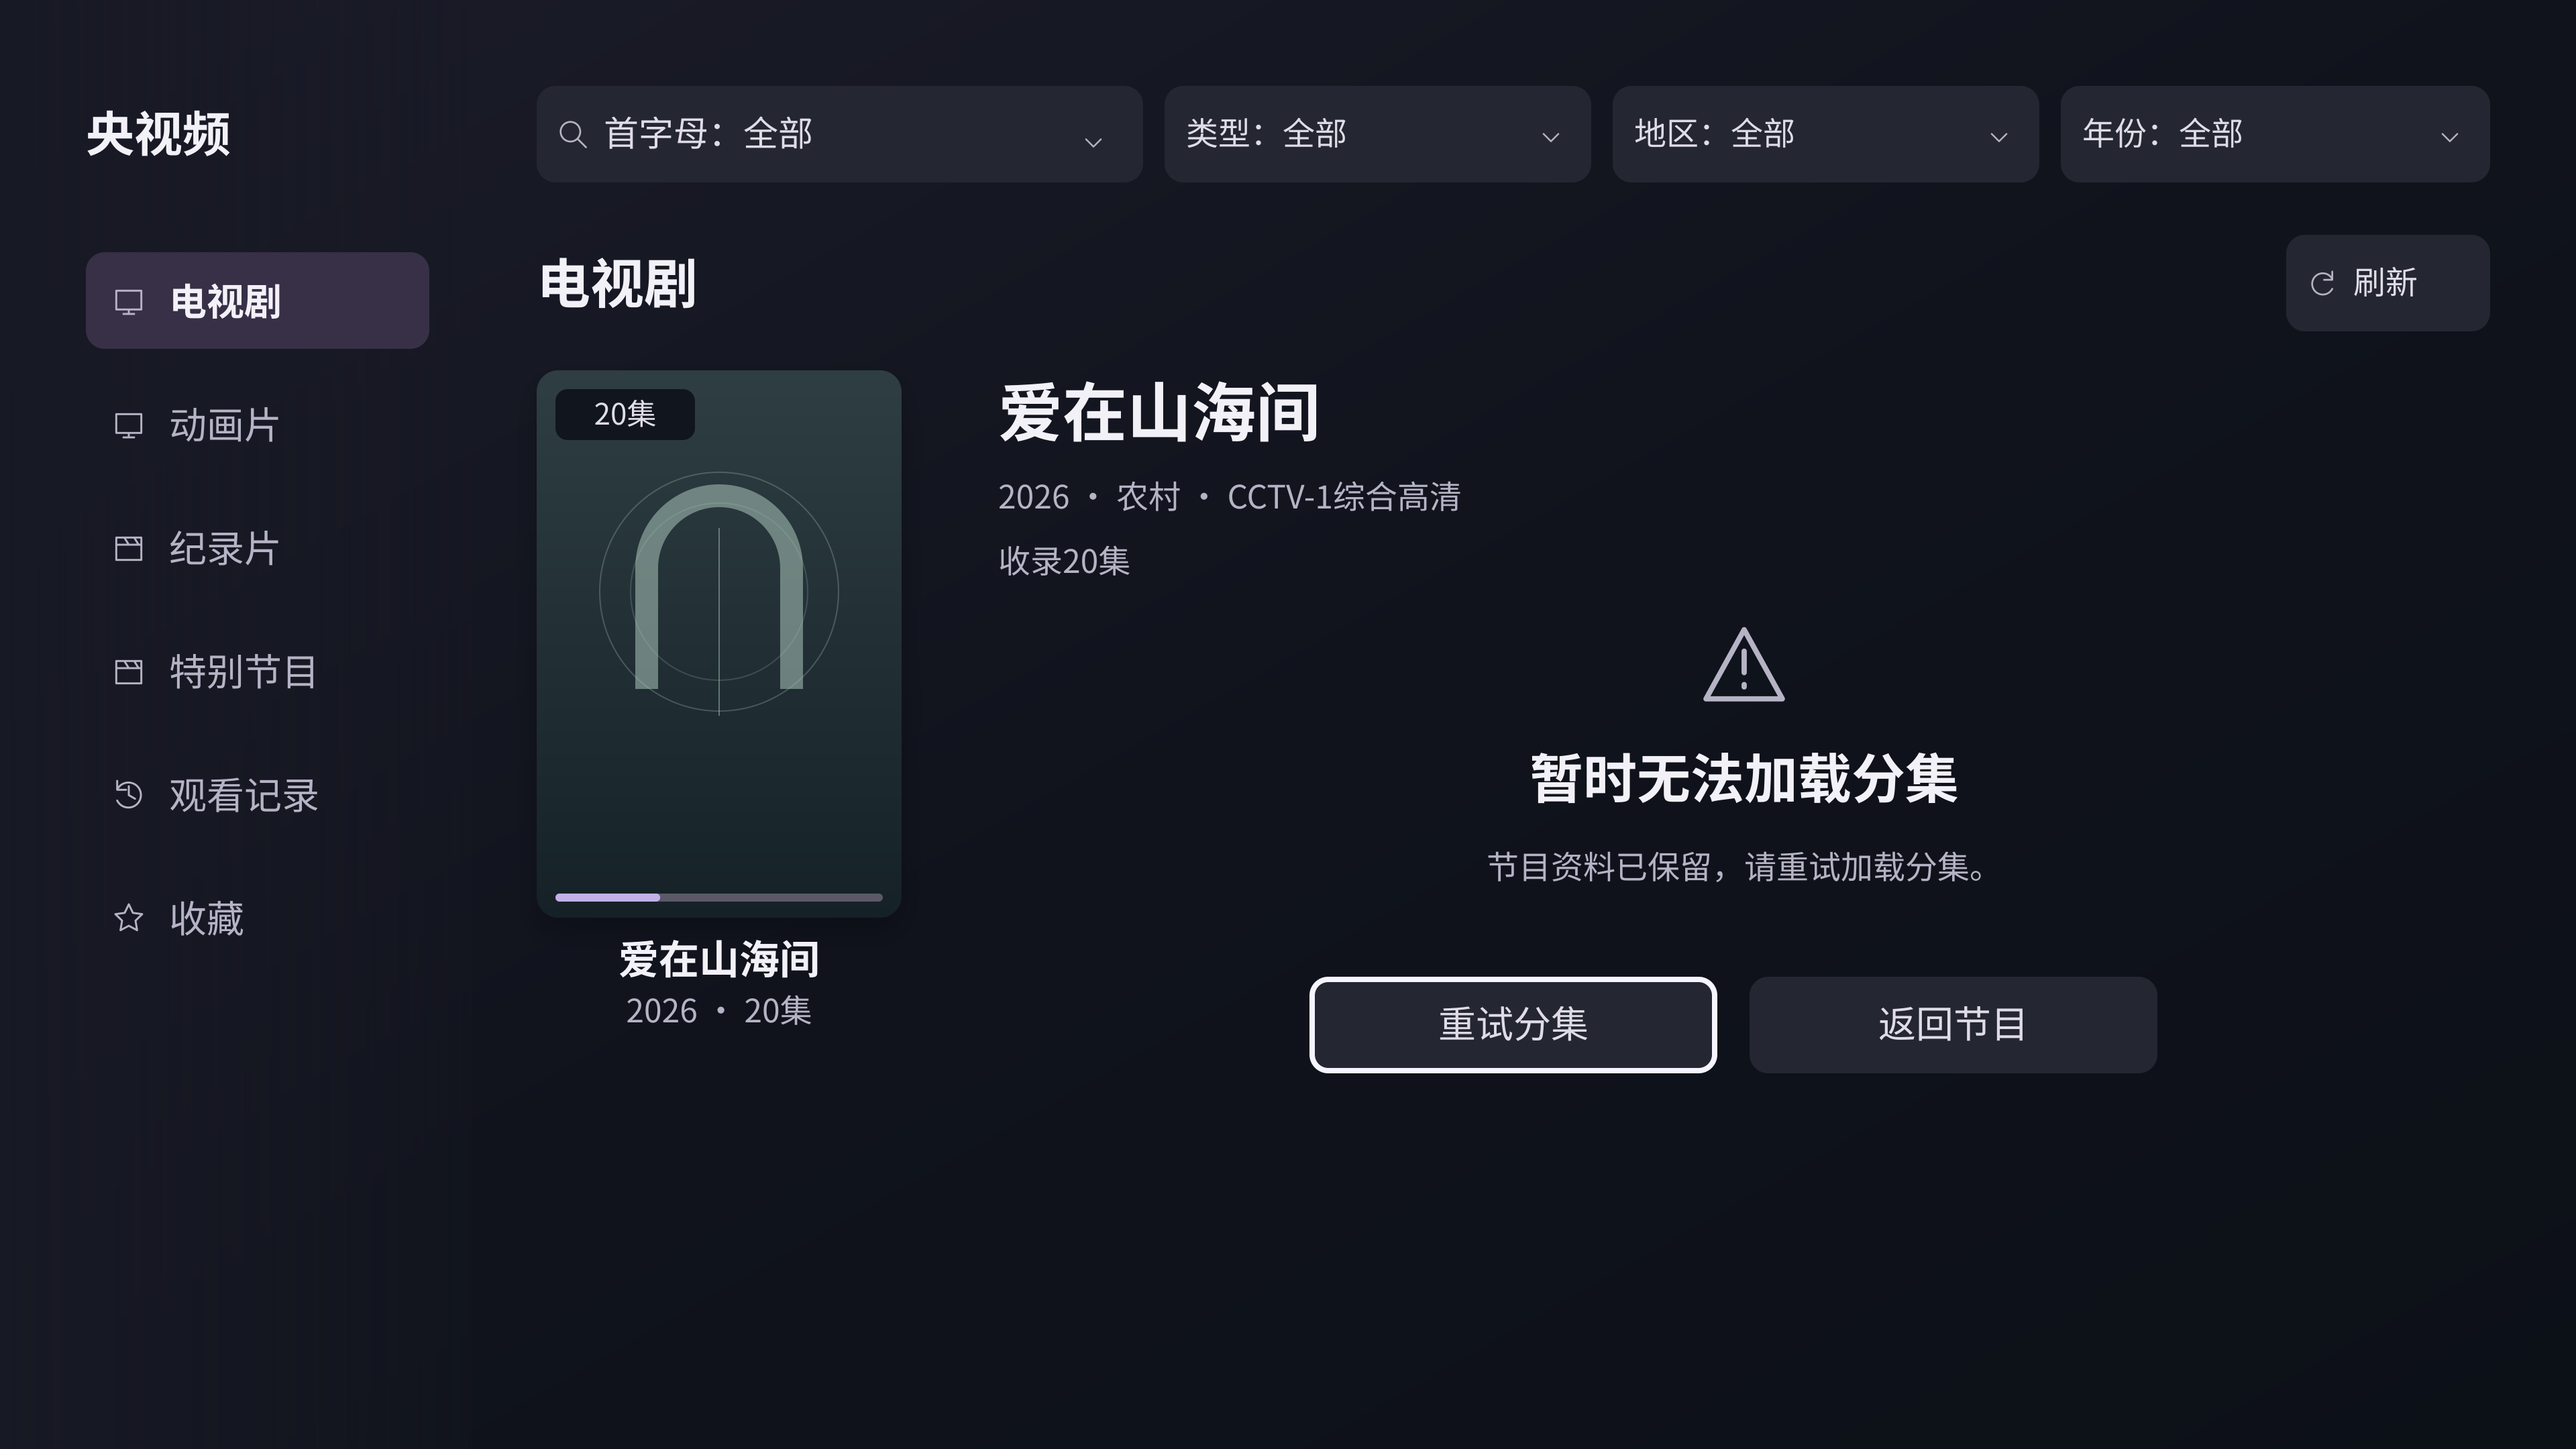 央视频
首字母：全部
类型：全部
地区：全部
年份：全部
电视剧
动画片
纪录片
特别节目
观看记录
收藏
电视剧
刷新
20集
爱在山海间
2026 · 20集
爱在山海间
2026 · 农村 · CCTV-1综合高清
收录20集
暂时无法加载分集
节目资料已保留，请重试加载分集。
重试分集
返回节目